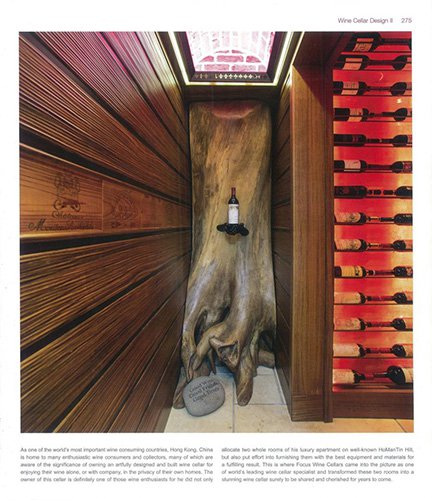 Wine Cellar Design II 275
Mouton
Good Wine
Good Friends
Good Times
As one of the world's most important wine consuming countries, Hong Kong, China
is home to many enthusiastic wine consumers and collectors, many of which are
aware of the significance of owning an artfully designed and built wine cellar for
enjoying their wine alone, or with company, in the privacy of their own homes. The
owner of this cellar is definitely one of those wine enthusiasts for he did not only
allocate two whole rooms of his luxury apartment on well-known HoManTin Hill,
but also put effort into furnishing them with the best equipment and materials for
a fulfilling result. This is where Focus Wine Cellars came into the picture as one
of world's leading wine cellar specialist and transformed these two rooms into a
stunning wine cellar surely to be shared and cherished for years to come.